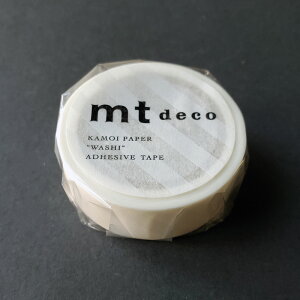 mt deco
KAMOI PAPER
"WASHI"
ADHESIVE TAPE